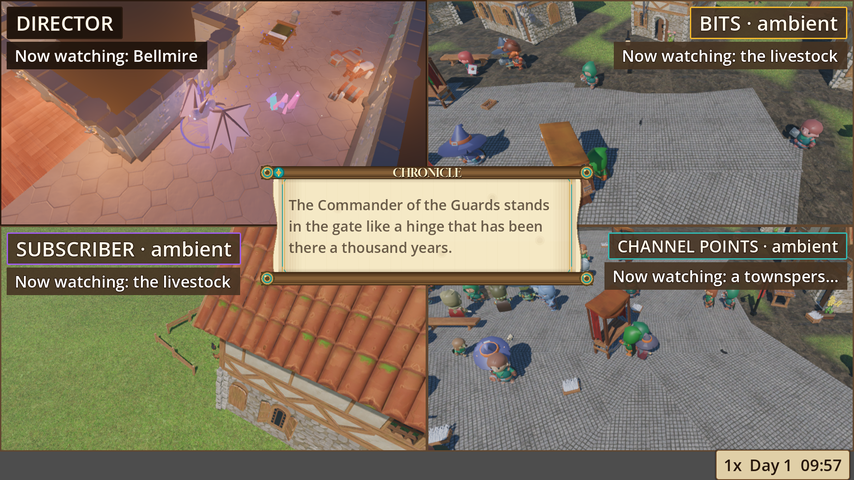 DIRECTOR
Now watching: Bellmire
BITS · ambient
Now watching: the livestock
CHRONICLE
The Commander of the Guards stands
in the gate like a hinge that has been
there a thousand years.
SUBSCRIBER · ambient
Now watching: the livestock
CHANNEL POINTS · ambient
Now watching: a townspers...
1x Day 1 09:57